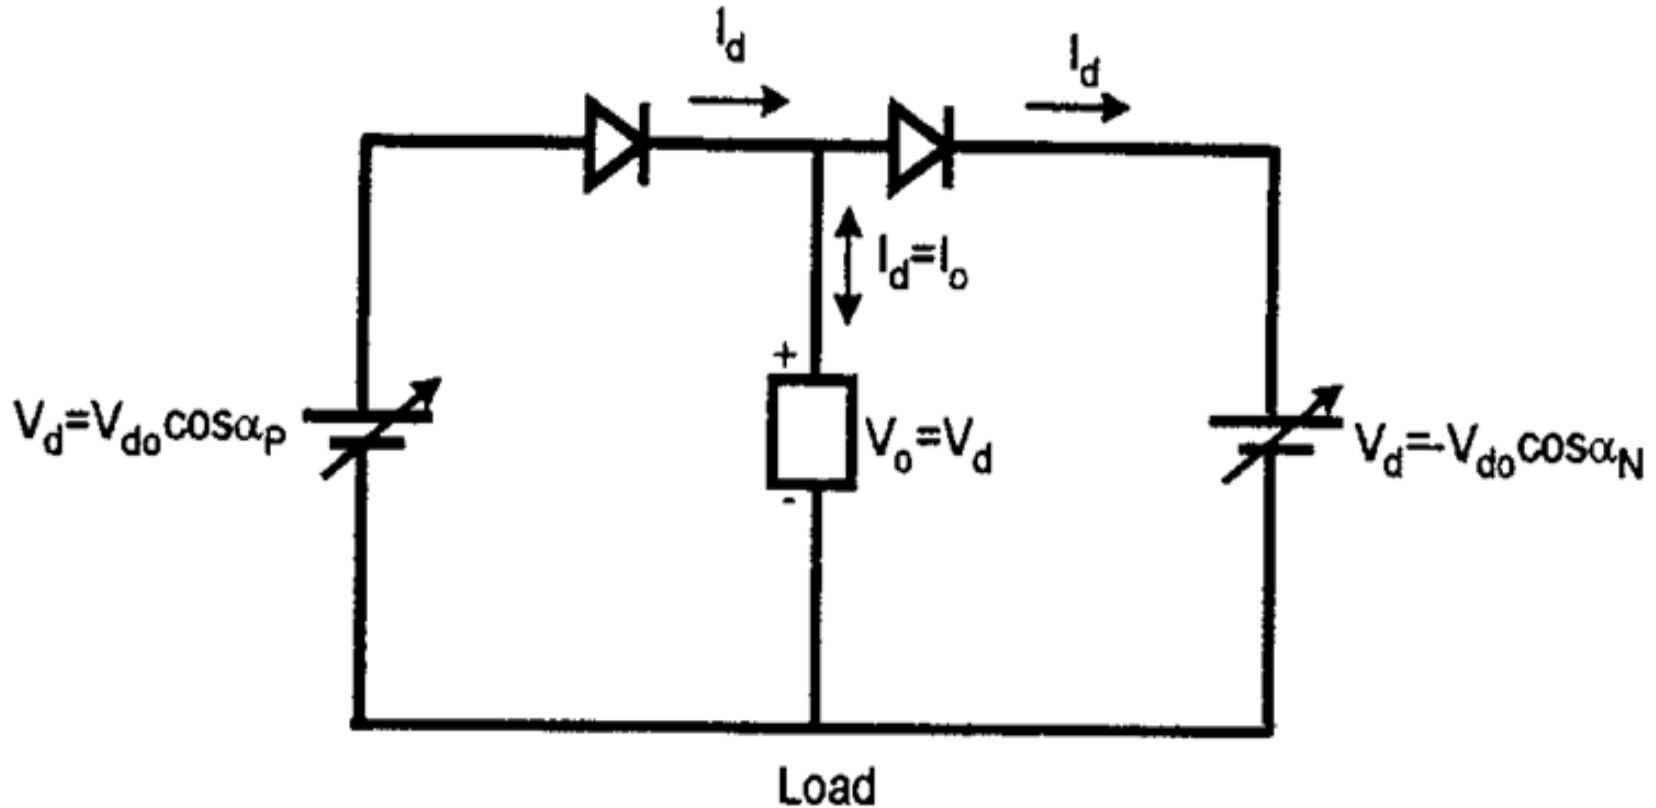 I_d
I_d
I_d=I_o
+
V_d=V_do cosα_P
V_o=V_d
V_d=-V_do cosα_N
-
Load